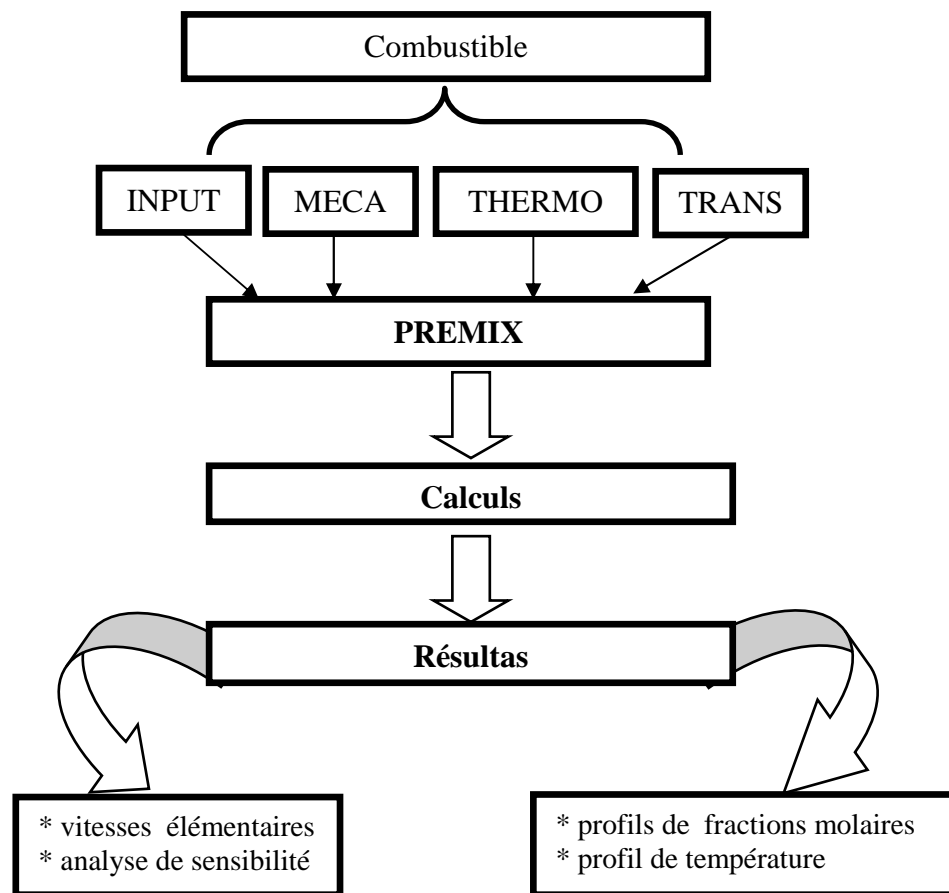 Combustible
INPUT
MECA
THERMO
TRANS
PREMIX
Calculs
Résultas
* vitesses élémentaires
* analyse de sensibilité
* profils de fractions molaires
* profil de température